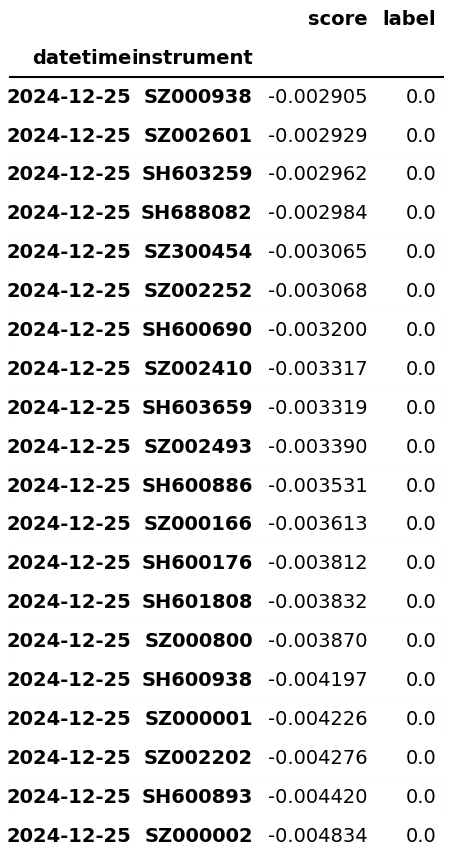 score label
datetime instrument
2024-12-25 SZ000938 -0.002905 0.0
2024-12-25 SZ002601 -0.002929 0.0
2024-12-25 SH603259 -0.002962 0.0
2024-12-25 SH688082 -0.002984 0.0
2024-12-25 SZ300454 -0.003065 0.0
2024-12-25 SZ002252 -0.003068 0.0
2024-12-25 SH600690 -0.003200 0.0
2024-12-25 SZ002410 -0.003317 0.0
2024-12-25 SH603659 -0.003319 0.0
2024-12-25 SZ002493 -0.003390 0.0
2024-12-25 SH600886 -0.003531 0.0
2024-12-25 SZ000166 -0.003613 0.0
2024-12-25 SH600176 -0.003812 0.0
2024-12-25 SH601808 -0.003832 0.0
2024-12-25 SZ000800 -0.003870 0.0
2024-12-25 SH600938 -0.004197 0.0
2024-12-25 SZ000001 -0.004226 0.0
2024-12-25 SZ002202 -0.004276 0.0
2024-12-25 SH600893 -0.004420 0.0
2024-12-25 SZ000002 -0.004834 0.0